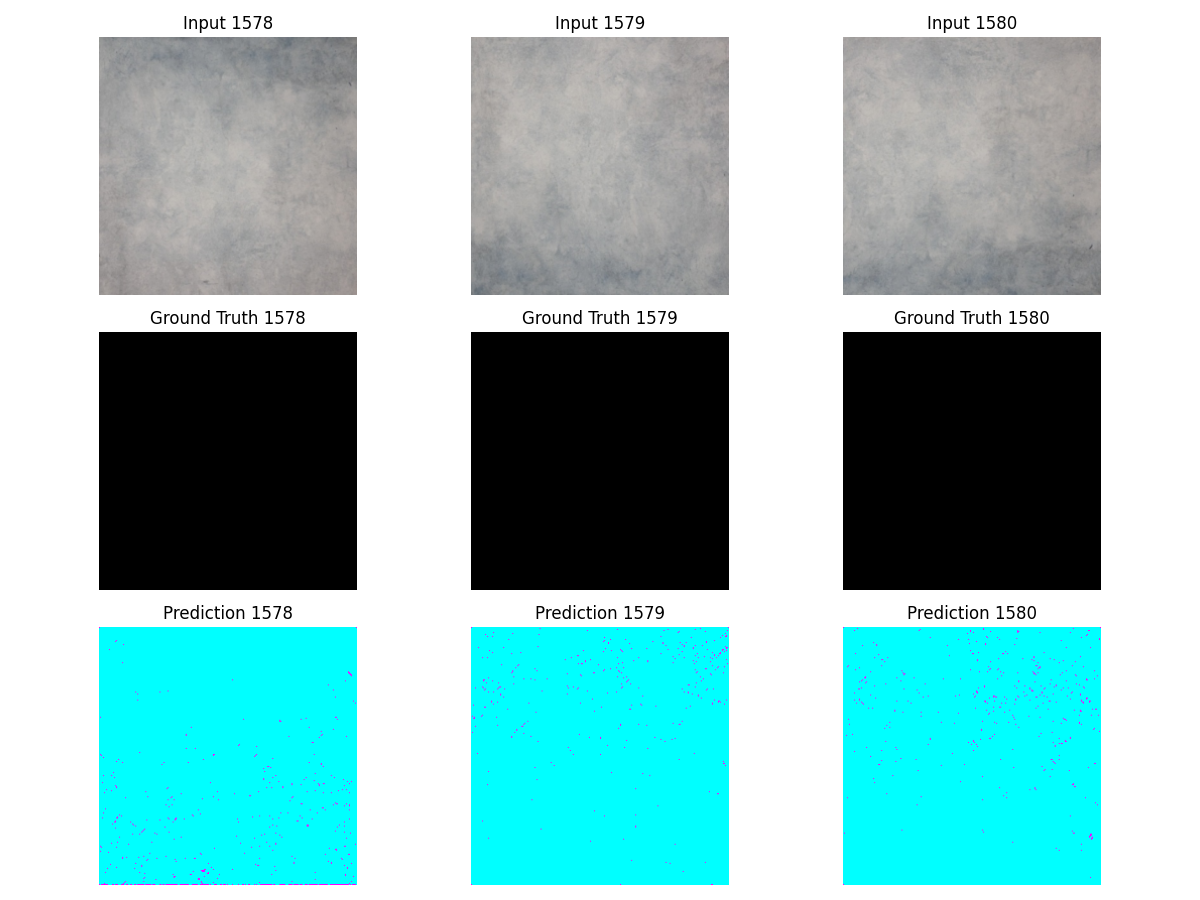 Input 1578
Input 1579
Input 1580
Ground Truth 1578
Ground Truth 1579
Ground Truth 1580
Prediction 1578
Prediction 1579
Prediction 1580